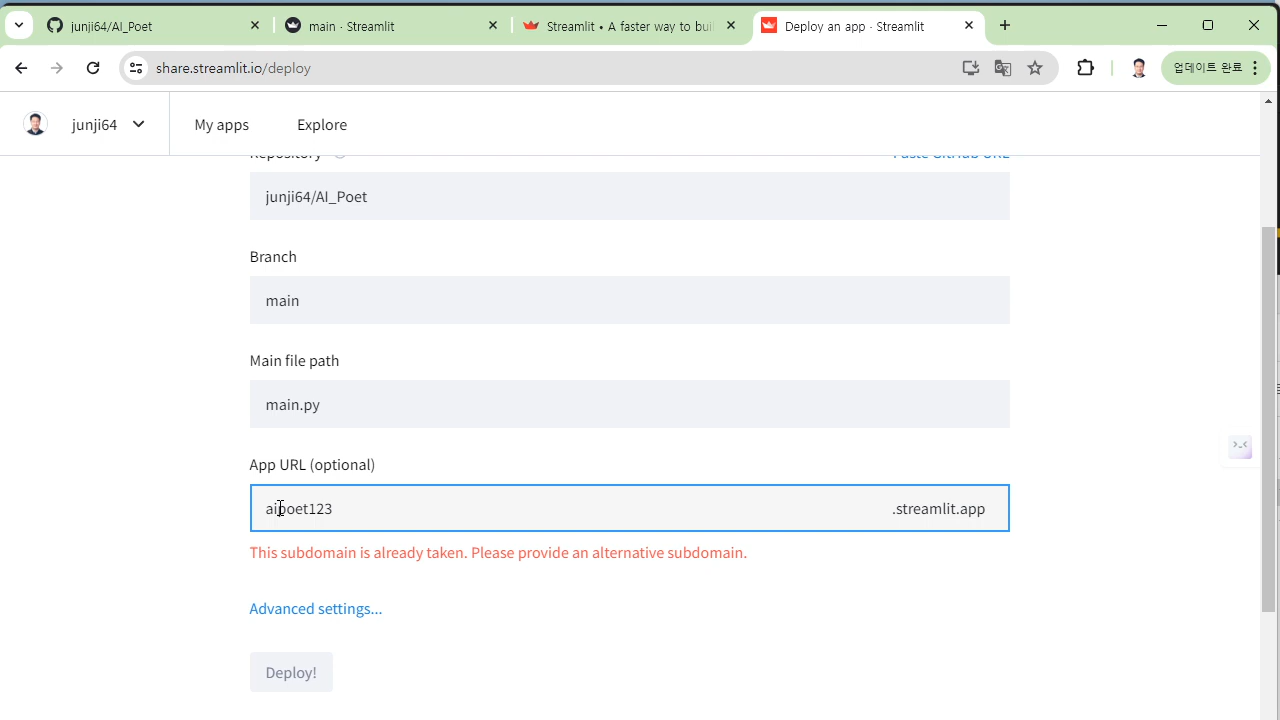 junji64/AI_Poet
main · Streamlit
Streamlit • A faster way to bui
Deploy an app · Streamlit
share.streamlit.io/deploy
업데이트 완료
junji64
My apps
Explore
Repository
Paste GitHub URL
junji64/AI_Poet
Branch
main
Main file path
main.py
App URL (optional)
aipoet123
.streamlit.app
This subdomain is already taken. Please provide an alternative subdomain.
Advanced settings...
Deploy!